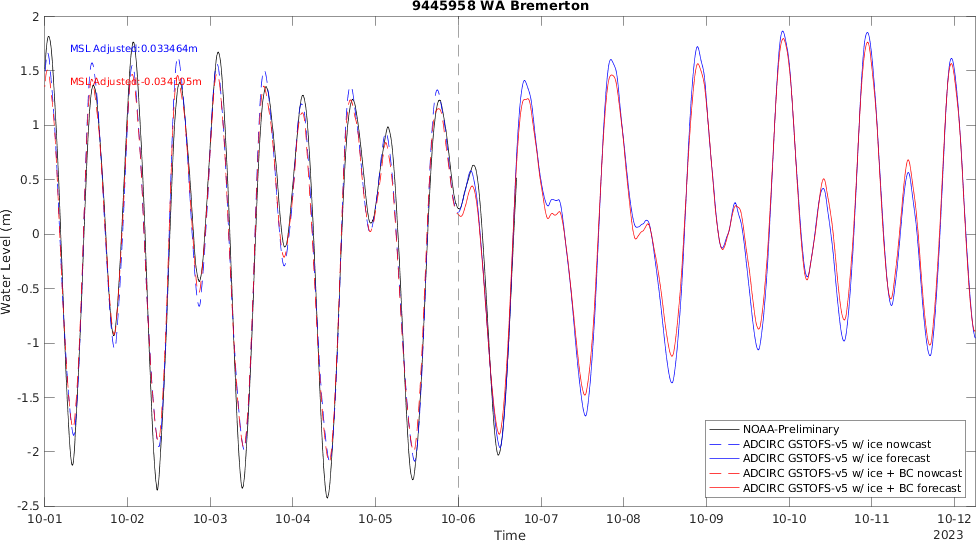 9445958 WA Bremerton
2
1.5
1
0.5
0
-0.5
-1
-1.5
-2
-2.5
Water Level (m)
MSL Adjusted:0.033464m
MSL Adjusted:-0.034105m
NOAA-Preliminary
ADCIRC GSTOFS-v5 w/ ice nowcast
ADCIRC GSTOFS-v5 w/ ice forecast
ADCIRC GSTOFS-v5 w/ ice + BC nowcast
ADCIRC GSTOFS-v5 w/ ice + BC forecast
10-01 10-02 10-03 10-04 10-05 10-06 10-07 10-08 10-09 10-10 10-11 10-12
2023
Time